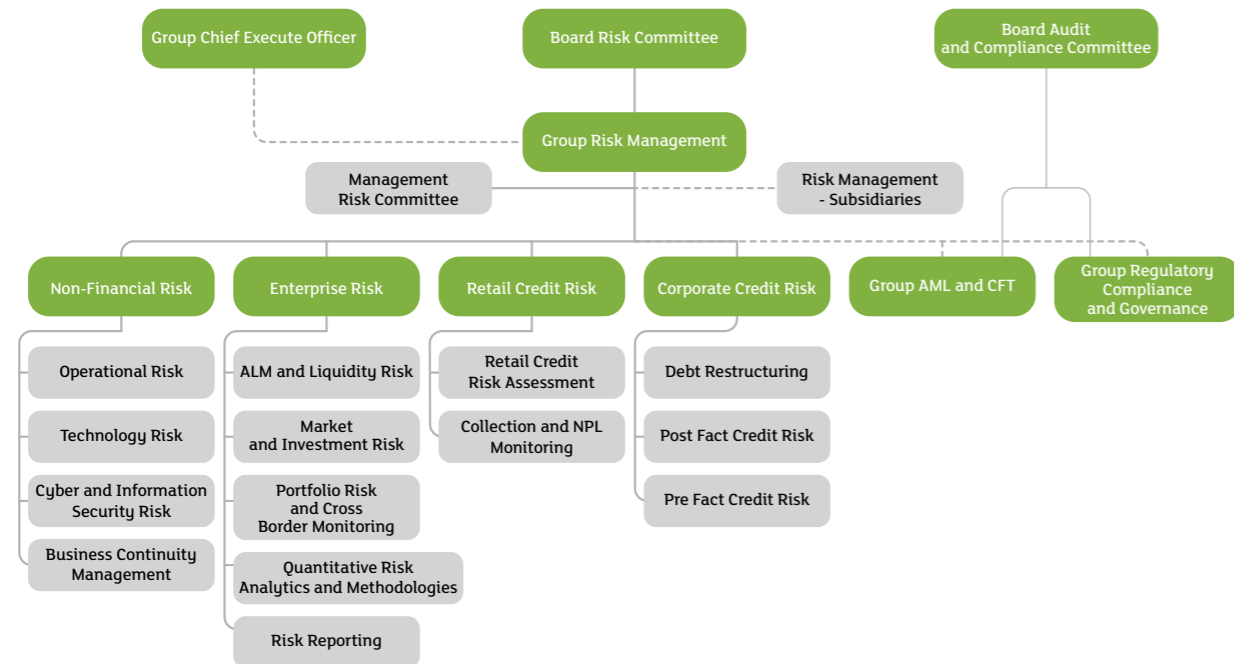 Group Chief Execute Officer
Board Risk Committee
Board Audit
and Compliance Committee
Group Risk Management
Management
Risk Committee
Risk Management
- Subsidiaries
Non-Financial Risk
Enterprise Risk
Retail Credit Risk
Corporate Credit Risk
Group AML and CFT
Group Regulatory
Compliance
and Governance
Operational Risk
Technology Risk
Cyber and Information
Security Risk
Business Continuity
Management
ALM and Liquidity Risk
Market
and Investment Risk
Portfolio Risk
and Cross
Border Monitoring
Quantitative Risk
Analytics and Methodologies
Risk Reporting
Retail Credit
Risk Assessment
Collection and NPL
Monitoring
Debt Restructuring
Post Fact Credit Risk
Pre Fact Credit Risk